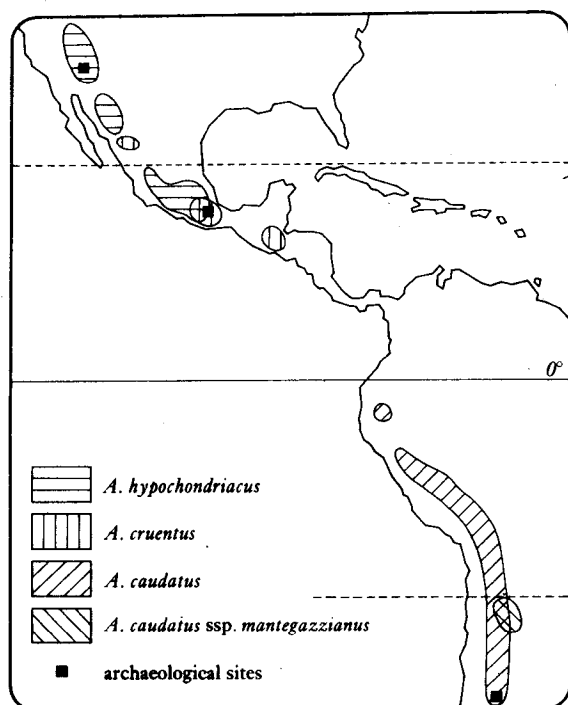 0°
A. hypochondriacus
A. cruentus
A. caudatus
A. caudatus ssp. mantegazzianus
archaeological sites